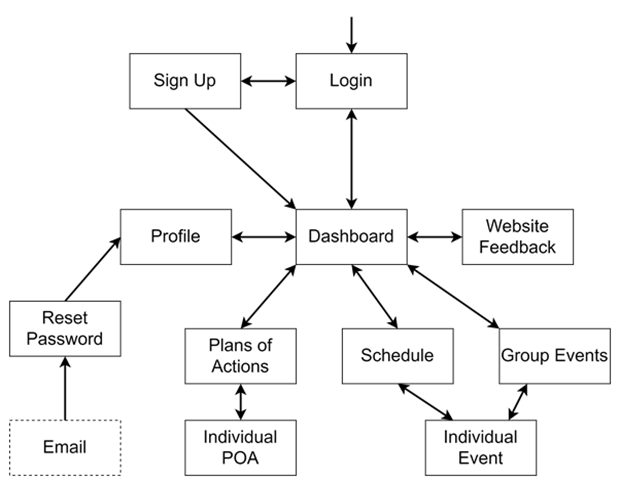 Sign Up
Login
Profile
Dashboard
Website
Feedback
Reset
Password
Plans of
Actions
Schedule
Group Events
Email
Individual
POA
Individual
Event